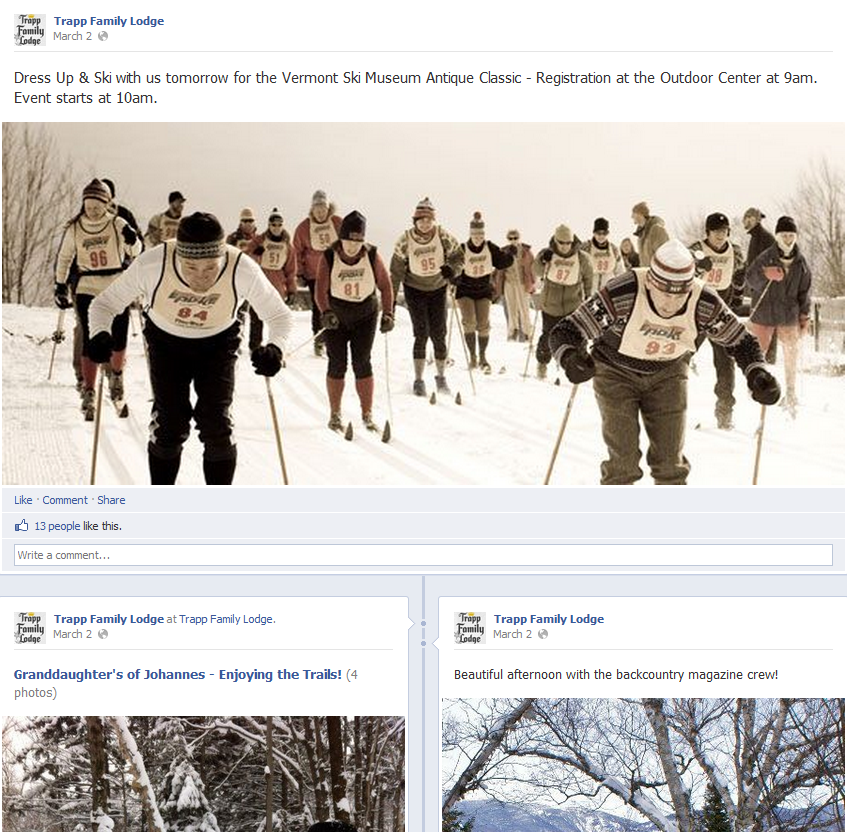 Trapp Family Lodge
Trapp Family Lodge
March 2
Dress Up & Ski with us tomorrow for the Vermont Ski Museum Antique Classic - Registration at the Outdoor Center at 9am.
Event starts at 10am.
96
84
51
59
81
95
86
87
89
93
98
Like · Comment · Share
13 people like this.
Write a comment...
Trapp Family Lodge
Trapp Family Lodge at Trapp Family Lodge.
March 2
Granddaughter's of Johannes - Enjoying the Trails! (4
photos)
Trapp Family Lodge
Trapp Family Lodge
March 2
Beautiful afternoon with the backcountry magazine crew!